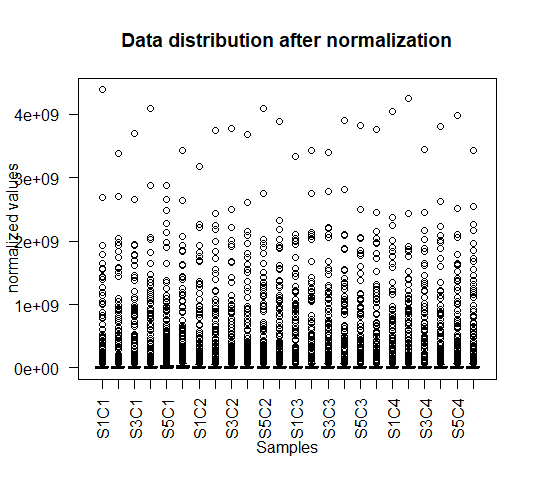 Data distribution after normalization
normalized values
4e+09
3e+09
2e+09
1e+09
0e+00
S1C1 S3C1 S5C1 S1C2 S3C2 S5C2 S1C3 S3C3 S5C3 S1C4 S3C4 S5C4
Samples